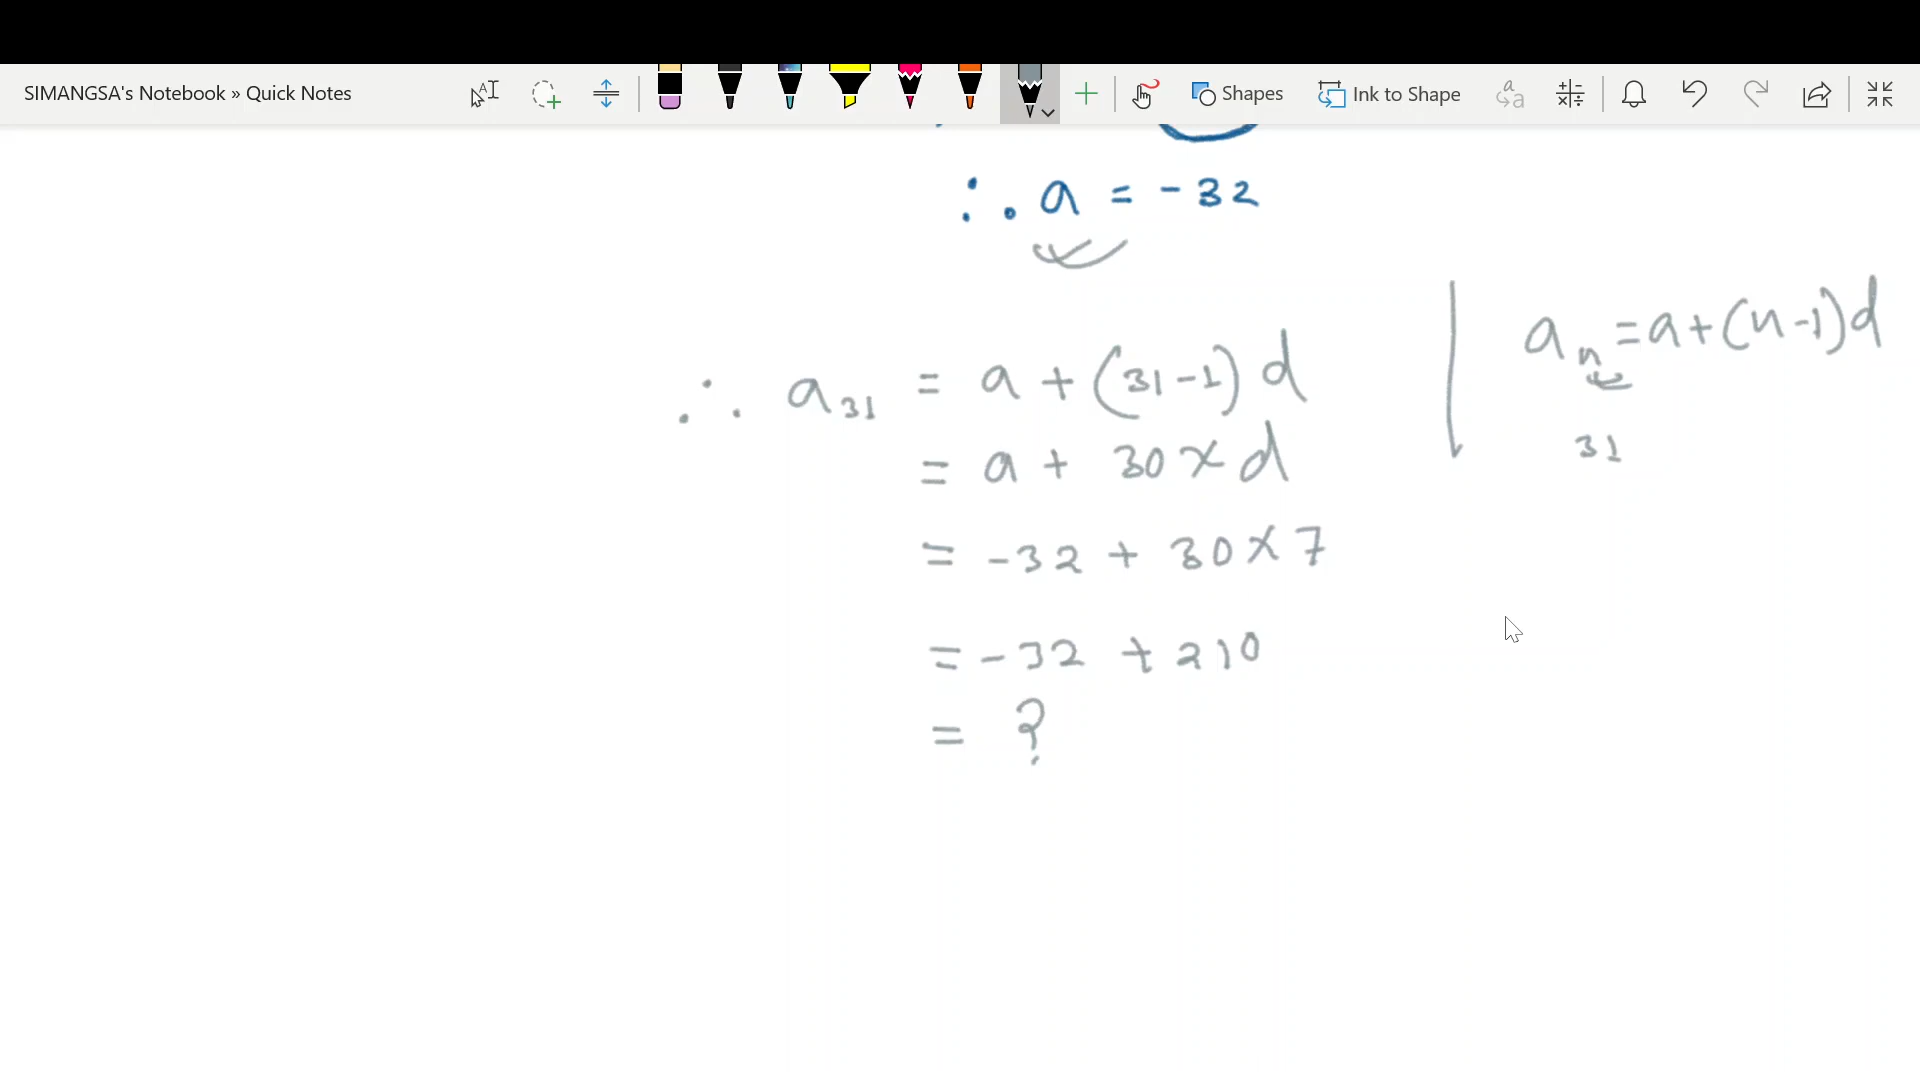 SIMANGSA's Notebook » Quick Notes
Shapes
Ink to Shape
∴ a = -32
aₙ = a + (n-1)d
31
∴ a₃₁ = a + (31-1)d
= a + 30 × d
= -32 + 30 × 7
= -32 + 210
= ?